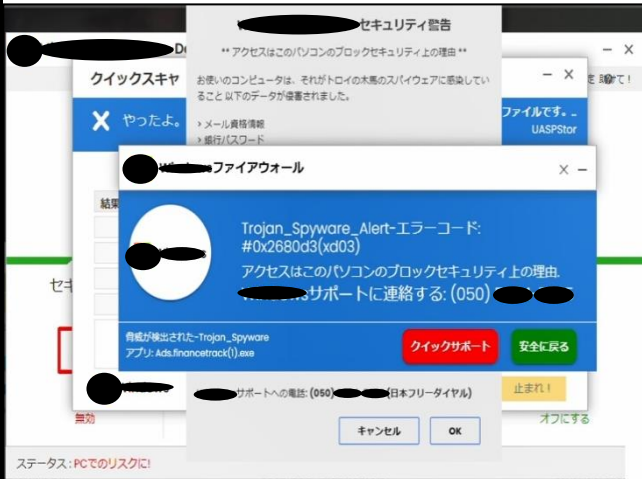 セキュリティ警告
** アクセスはこのパソコンのブロックセキュリティ上の理由 **
お使いのコンピュータは、それがトロイの木馬のスパイウェアに感染してい
ること 以下のデータが侵害されました。
> メール資格情報
> 銀行パスワード
クイックスキャ
やったよ。
ファイルです。..
UASPStor
結果
ファイアウォール
Trojan_Spyware_Alert-エラーコード:
#0x2680d3(xd03)
アクセスはこのパソコンのブロックセキュリティ上の理由.
サポートに連絡する: (050)
脅威が検出された-Trojan_Spyware
アプリ: Ads.financetrack(1).exe
クイックサポート
安全に戻る
サポートへの電話: (050) (日本フリーダイヤル)
止まれ!
キャンセル
OK
セキ
無効
オフにする
ステータス: PCでのリスクに!